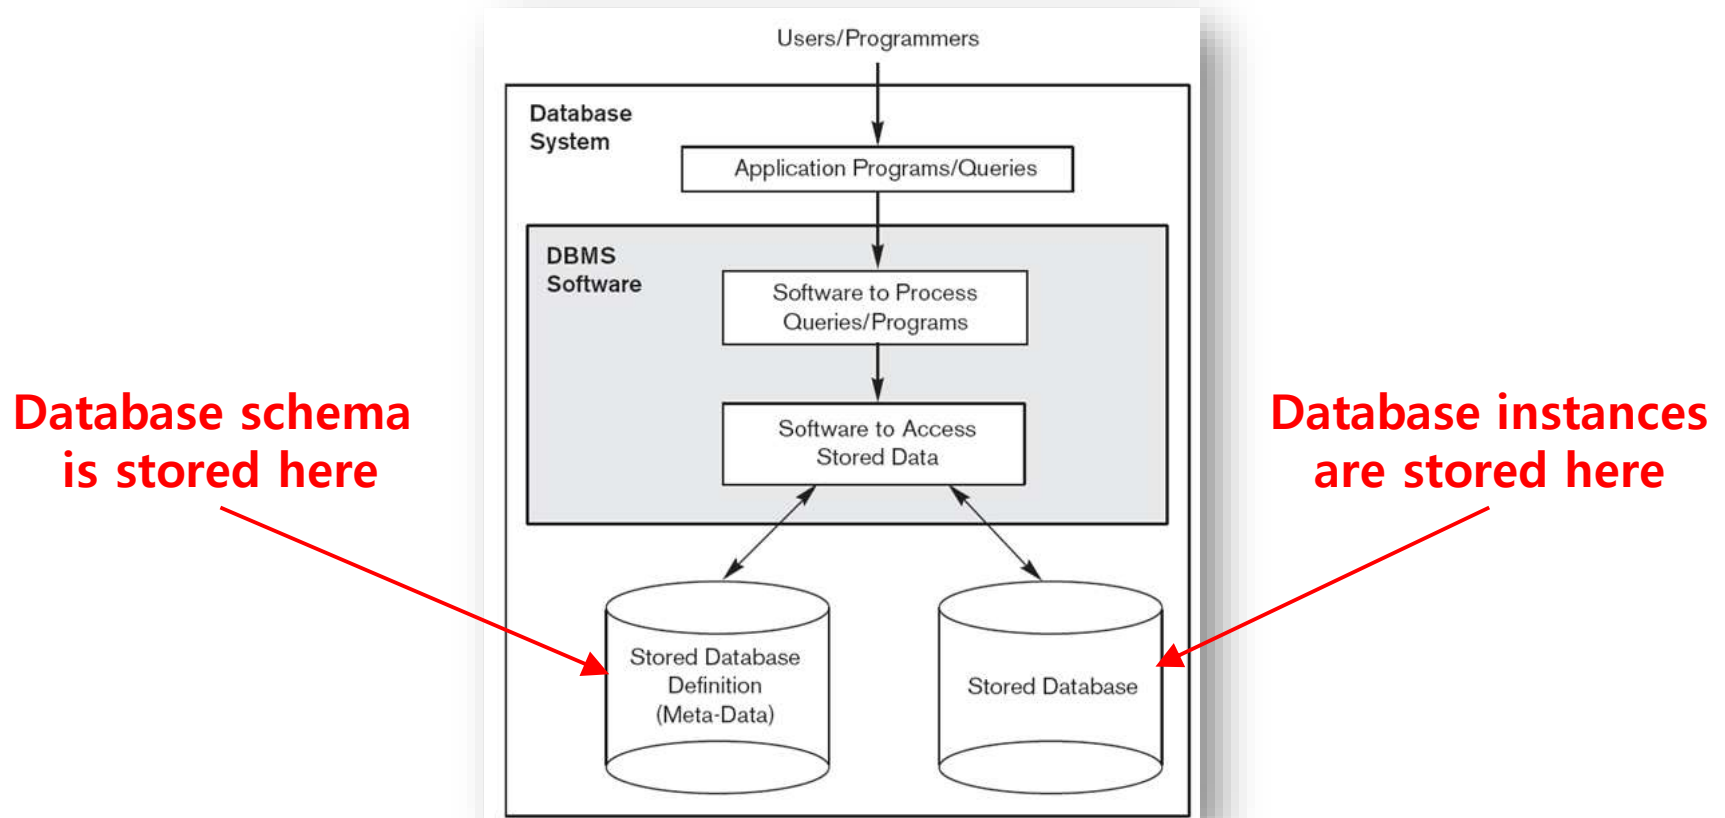 Users/Programmers
Database
System
Application Programs/Queries
DBMS
Software
Software to Process
Queries/Programs
Database schema
is stored here
Software to Access
Stored Data
Database instances
are stored here
Stored Database
Definition
(Meta-Data)
Stored Database